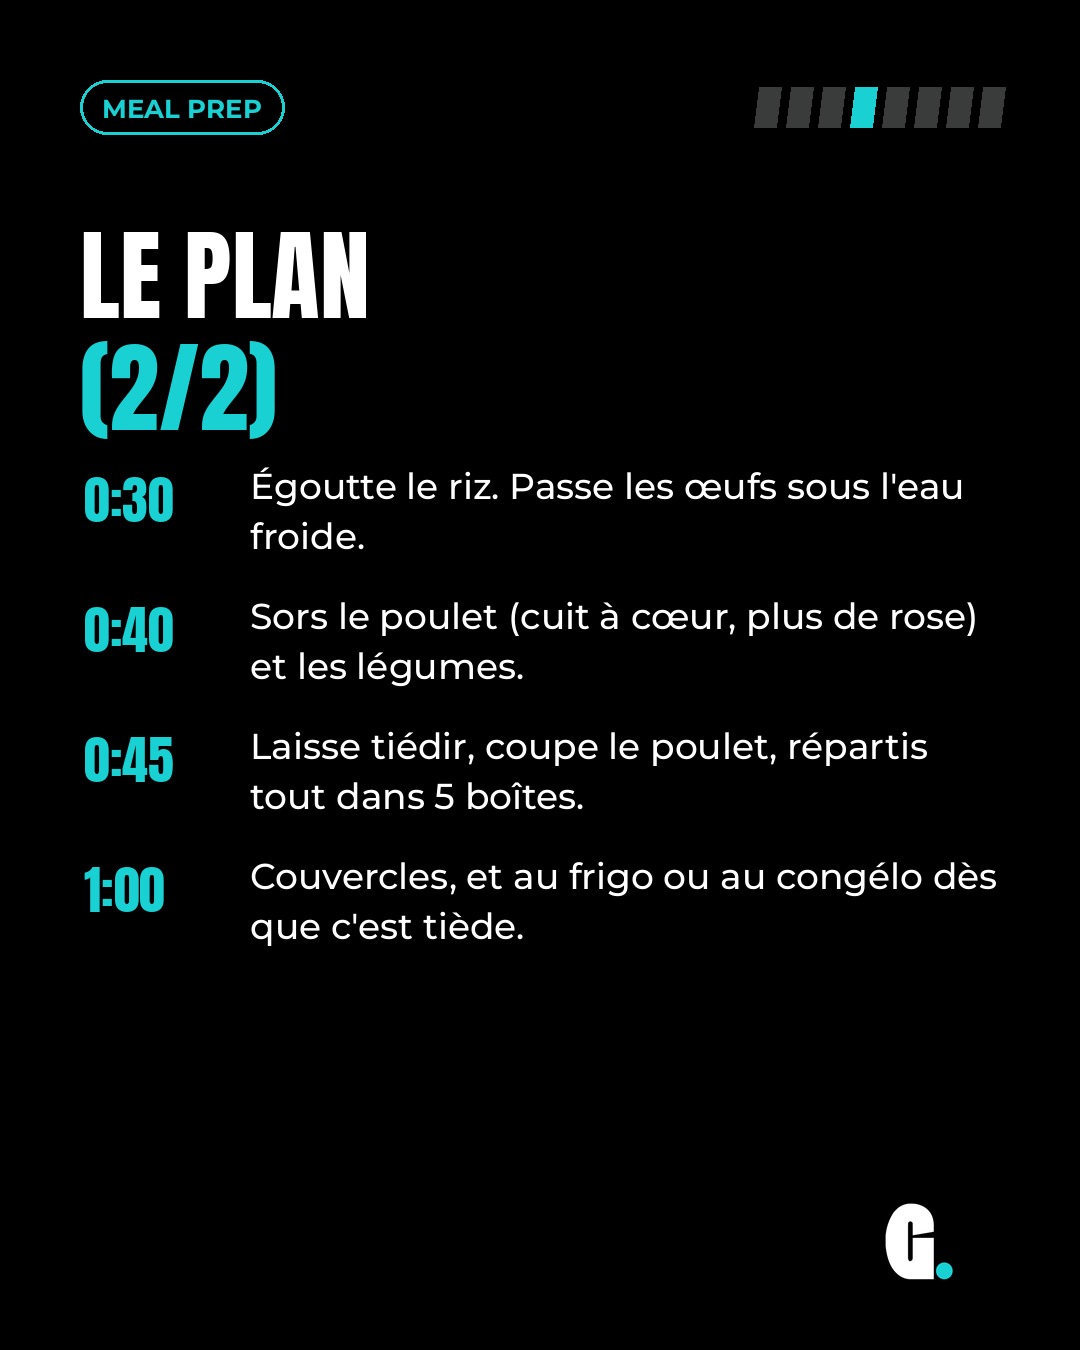 MEAL PREP
LE PLAN
(2/2)
0:30 Égoutte le riz. Passe les œufs sous l'eau
froide.
0:40 Sors le poulet (cuit à cœur, plus de rose)
et les légumes.
0:45 Laisse tiédir, coupe le poulet, répartis
tout dans 5 boîtes.
1:00 Couvercles, et au frigo ou au congélo dès
que c'est tiède.
G.